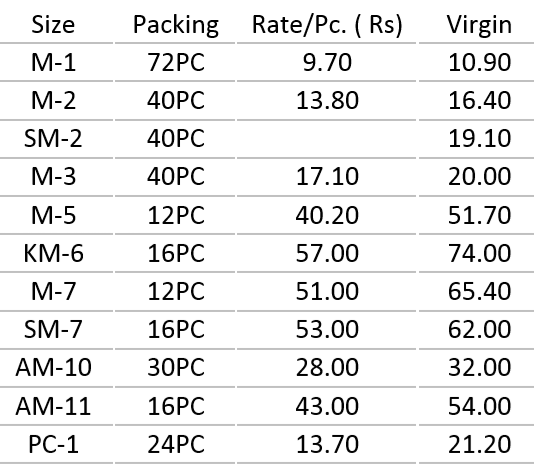 Size Packing Rate/Pc. ( Rs) Virgin
M-1 72PC 9.70 10.90
M-2 40PC 13.80 16.40
SM-2 40PC 19.10
M-3 40PC 17.10 20.00
M-5 12PC 40.20 51.70
KM-6 16PC 57.00 74.00
M-7 12PC 51.00 65.40
SM-7 16PC 53.00 62.00
AM-10 30PC 28.00 32.00
AM-11 16PC 43.00 54.00
PC-1 24PC 13.70 21.20